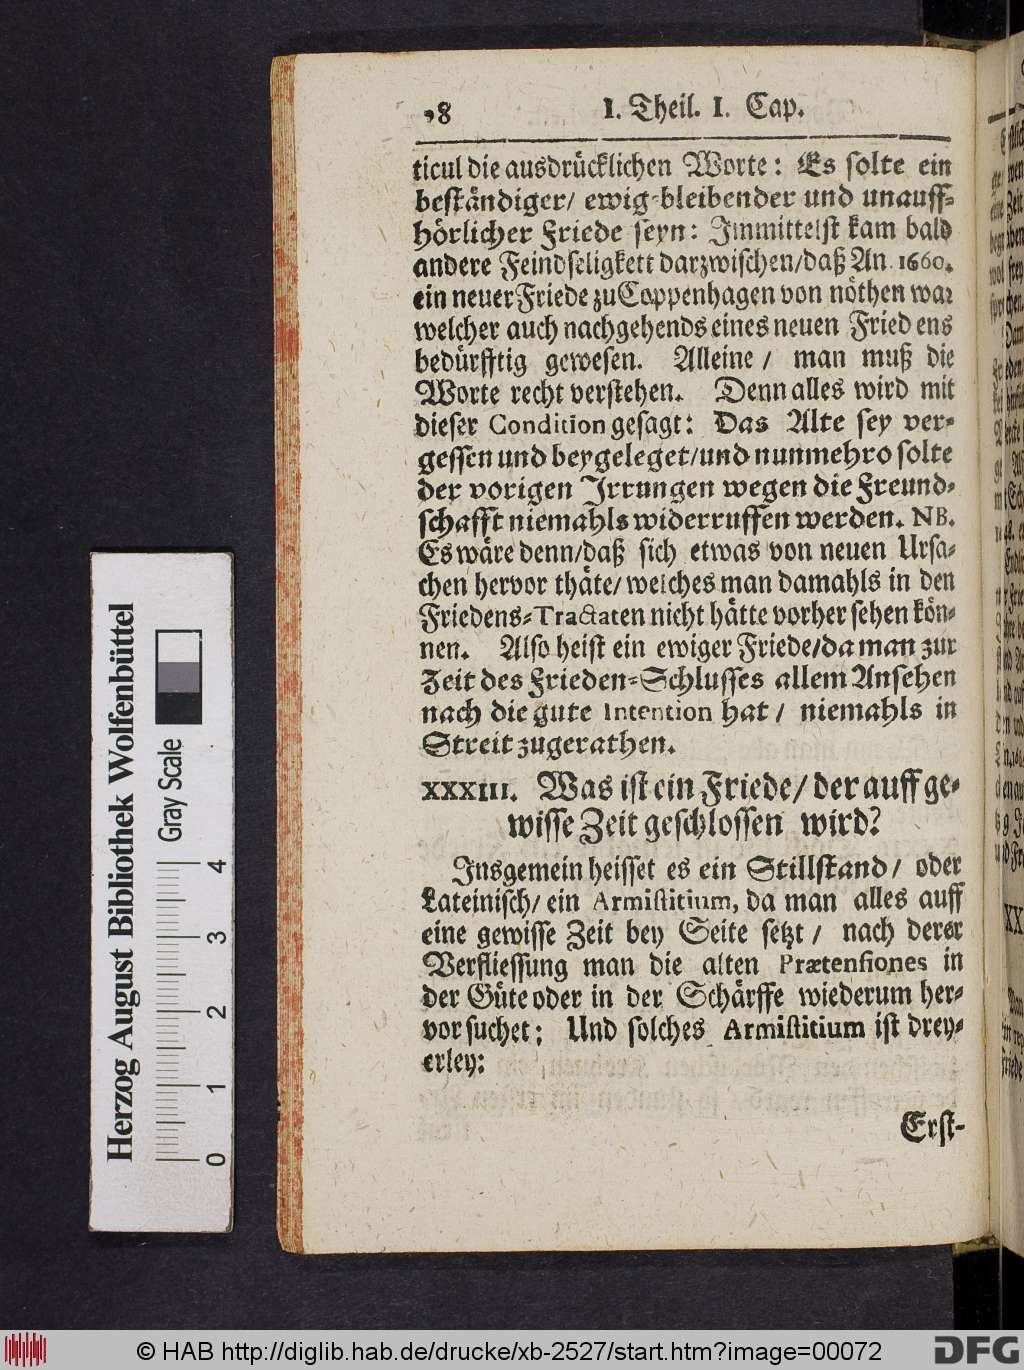 ,8 I. Theil. I. Cap.
ticul die ausdrücklichen Worte: Es solte ein
beständiger/ ewig-bleibender und unauff-
hörlicher Friede seyn: Immittelst kam bald
andere Feindseligkett darzwischen/daß An. 1660.
ein neuer Friede zu Coppenhagen von nöthen war
welcher auch nachgehends eines neuen Friedens
bedürfftig gewesen. Alleine/ man muß die
Worte recht verstehen. Denn alles wird mit
dieser Condition gesagt: Das Alte sey ver-
gessen und beygeleget/und nunmehro solte
der vorigen Irrungen wegen die Freund-
schafft niemahls widerruffen werden. NB.
Es wäre denn/daß sich etwas von neuen Ursa-
chen hervor thäte/welches man damahls in den
Friedens-Tractaten nicht hätte vorher sehen kön-
nen. Also heist ein ewiger Friede/da man zur
Zeit des Frieden-Schlusses allem Ansehen
nach die gute Intention hat/ niemahls in
Streit zugerathen.
XXXIII. Was ist ein Friede/ der auff ge-
wisse Zeit geschlossen wird?
Insgemein heisset es ein Stillstand/ oder
Lateinisch/ ein Armistitium, da man alles auff
eine gewisse Zeit bey Seite setzt/ nach derer
Verfliessung man die alten Prætensiones in
der Güte oder in der Schärffe wiederum her-
vor suchet: Und solches Armistitium ist drey-
erley:
Erst-
Herzog August Bibliothek Wolfenbüttel
Gray Scale
0 1 2 3 4
© HAB http://diglib.hab.de/drucke/xb-2527/start.htm?image=00072
DFG